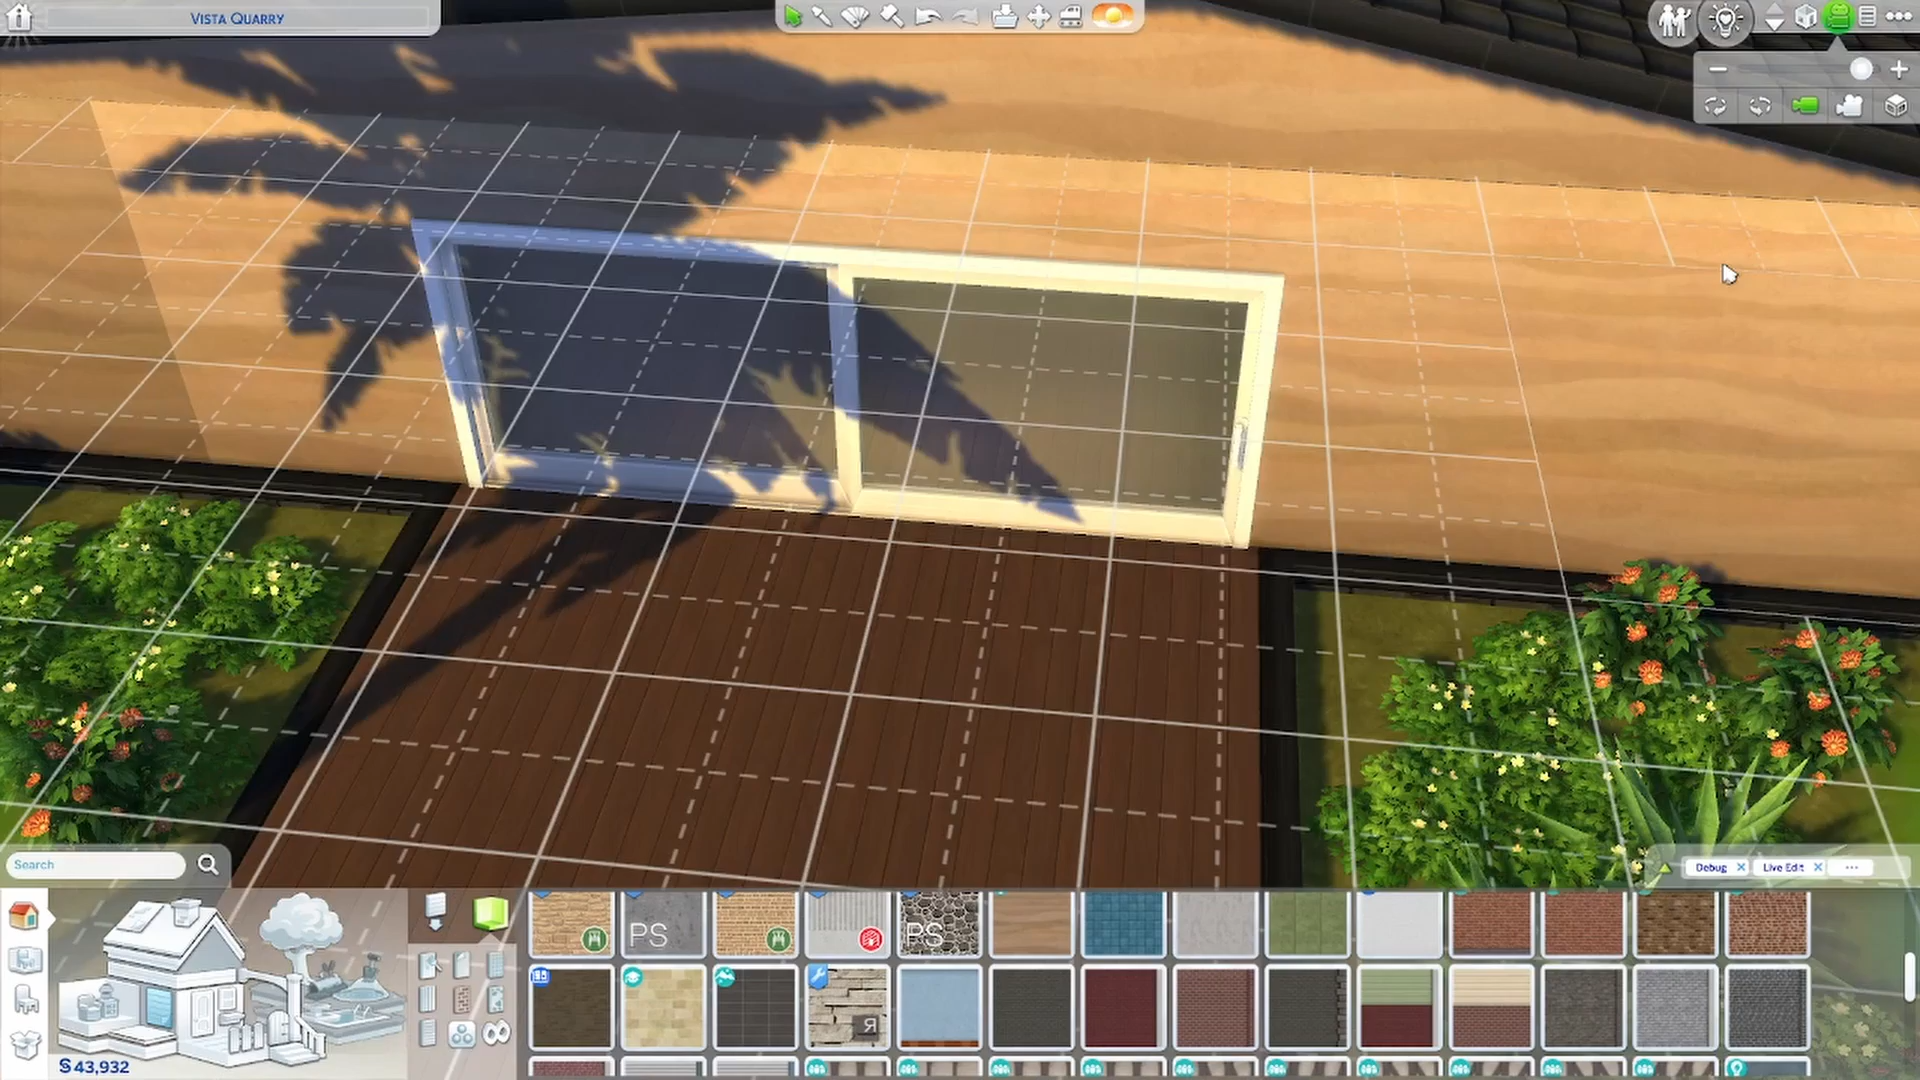 VISTA QUARRY
Search
Debug
Live Edit
PS
PS
Я
§43,932